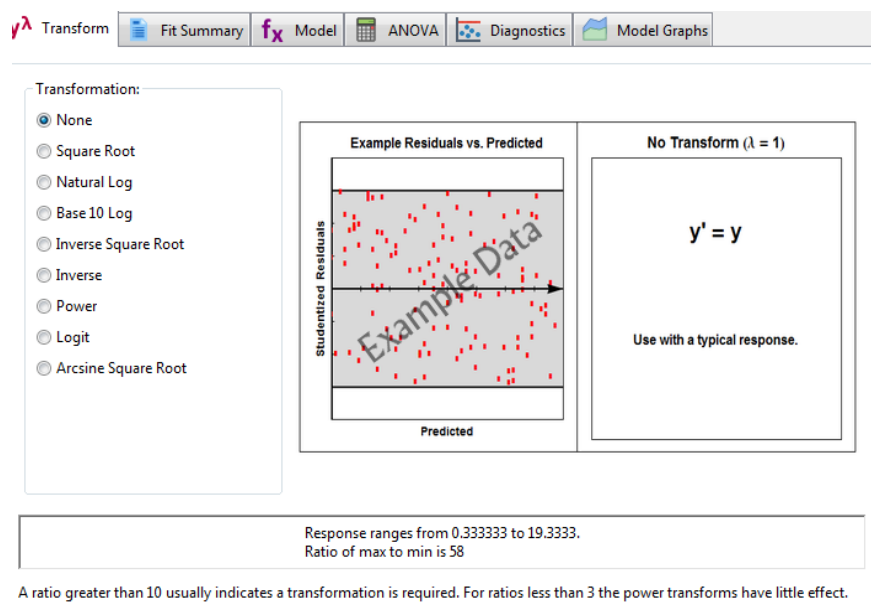 yλ Transform Fit Summary fx Model ANOVA Diagnostics Model Graphs
Transformation:
None
Square Root
Natural Log
Base 10 Log
Inverse Square Root
Inverse
Power
Logit
Arcsine Square Root
Example Residuals vs. Predicted
Studentized Residuals
Example Data
Predicted
No Transform (λ = 1)
y' = y
Use with a typical response.
Response ranges from 0.333333 to 19.3333.
Ratio of max to min is 58
A ratio greater than 10 usually indicates a transformation is required. For ratios less than 3 the power transforms have little effect.